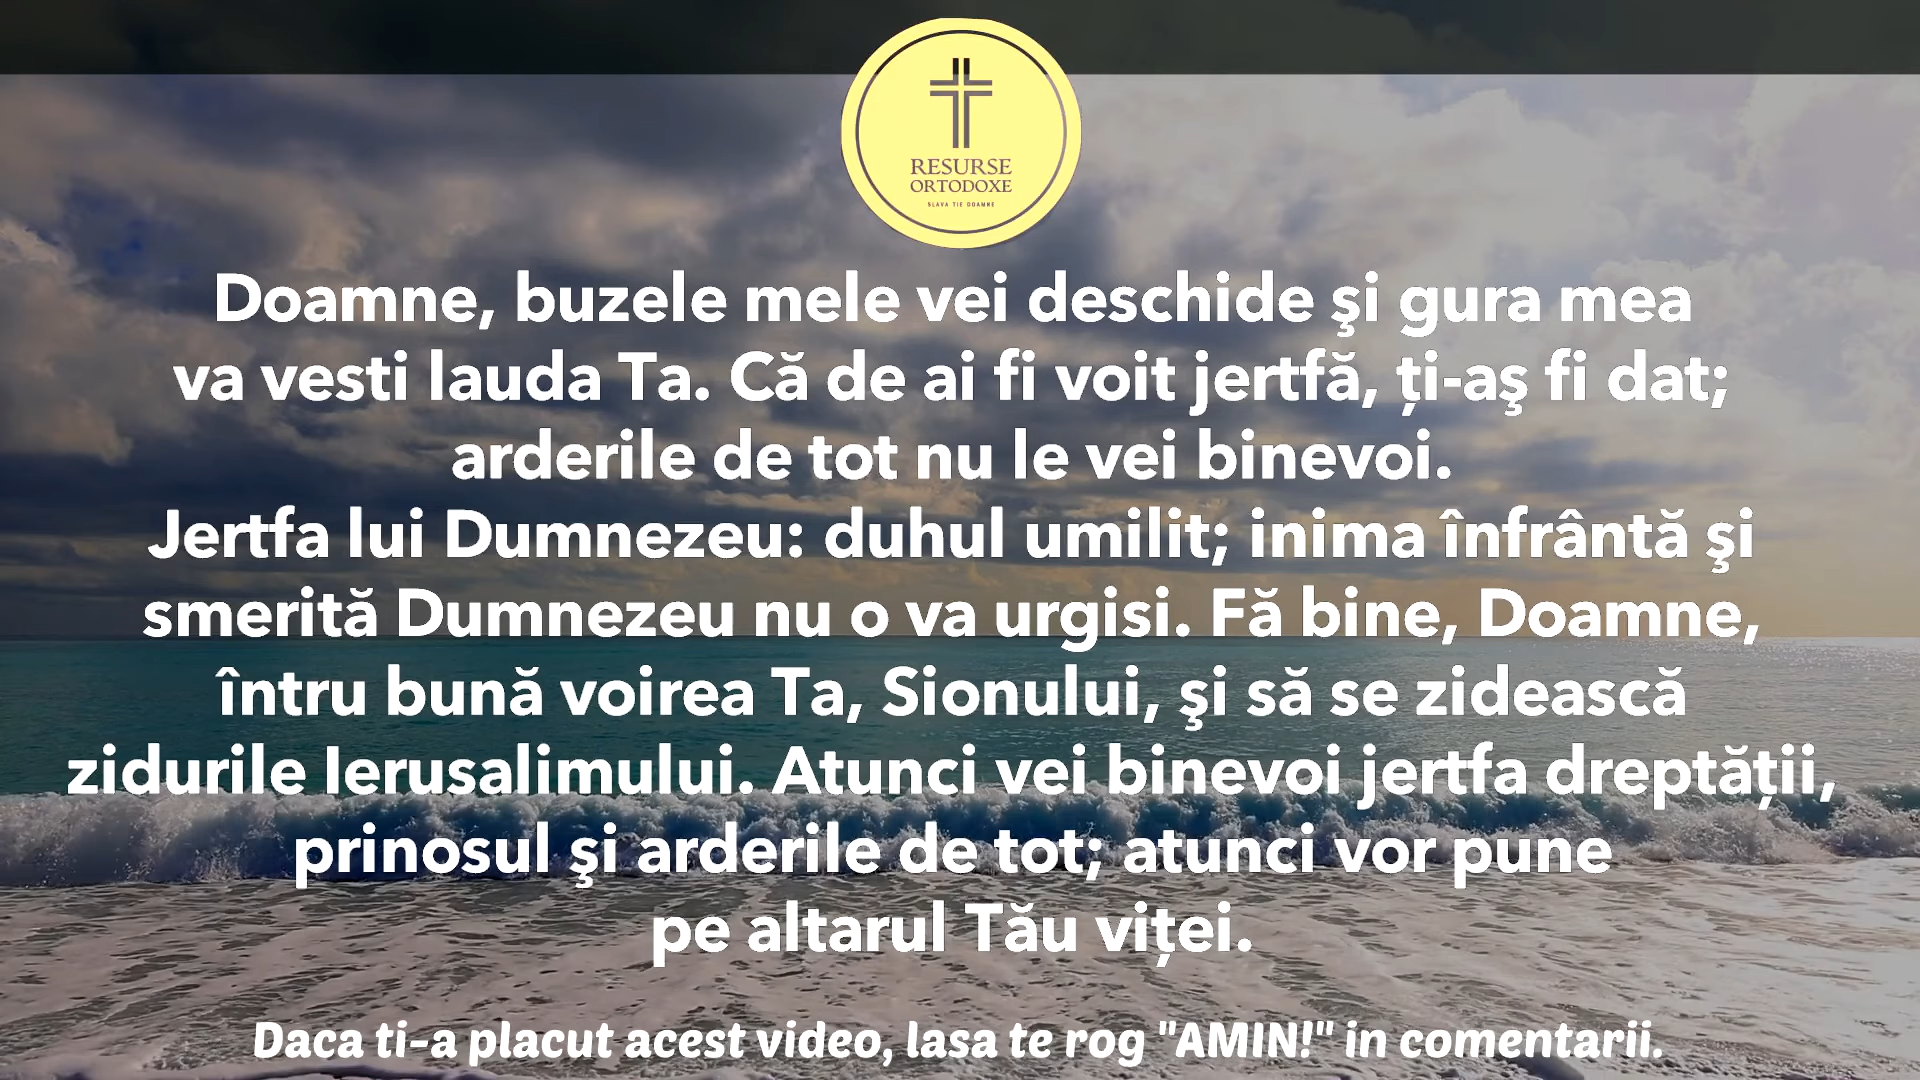 RESURSE
ORTODOXE
SLAVA TIE DOAMNE
Doamne, buzele mele vei deschide şi gura mea
va vesti lauda Ta. Că de ai fi voit jertfă, ţi-aş fi dat;
arderile de tot nu le vei binevoi.
Jertfa lui Dumnezeu: duhul umilit; inima înfrântă şi
smerită Dumnezeu nu o va urgisi. Fă bine, Doamne,
întru bună voirea Ta, Sionului, şi să se zidească
zidurile Ierusalimului. Atunci vei binevoi jertfa dreptăţii,
prinosul şi arderile de tot; atunci vor pune
pe altarul Tău viţei.
Daca ti-a placut acest video, lasa te rog "AMIN!" in comentarii.